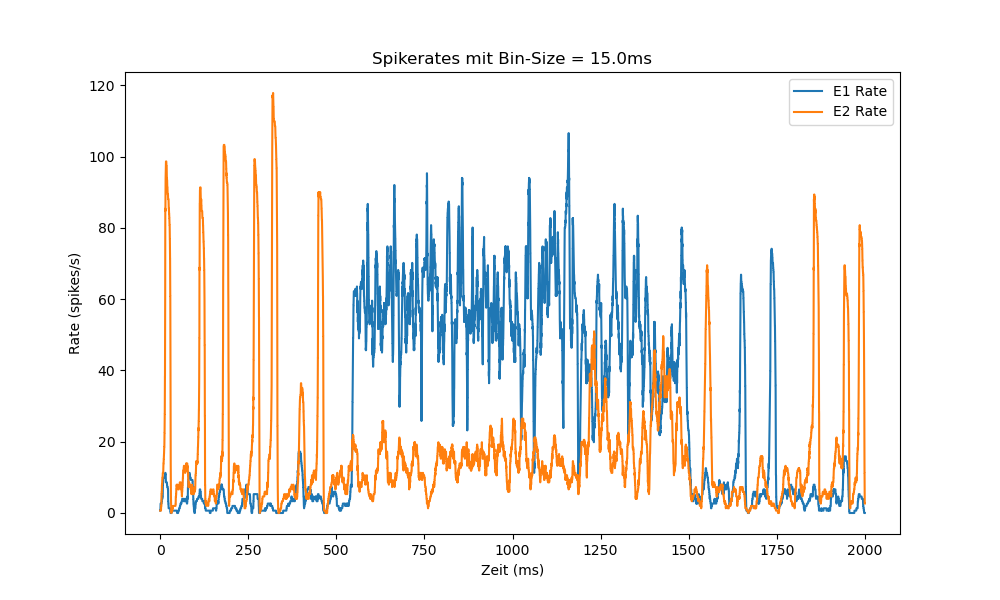 Spikerates mit Bin-Size = 15.0ms
E1 Rate
E2 Rate
Rate (spikes/s)
120
100
80
60
40
20
0
0 250 500 750 1000 1250 1500 1750 2000
Zeit (ms)